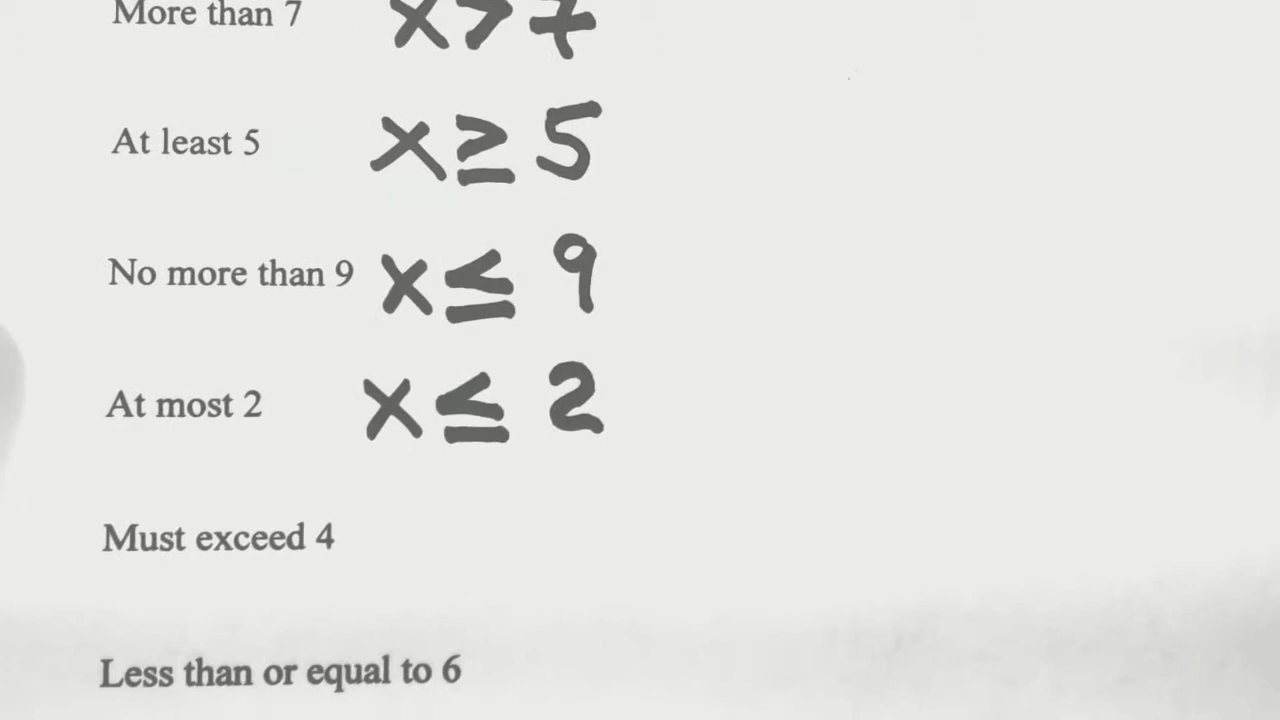 More than 7 x > 7
At least 5 x ≥ 5
No more than 9 x ≤ 9
At most 2 x ≤ 2
Must exceed 4
Less than or equal to 6